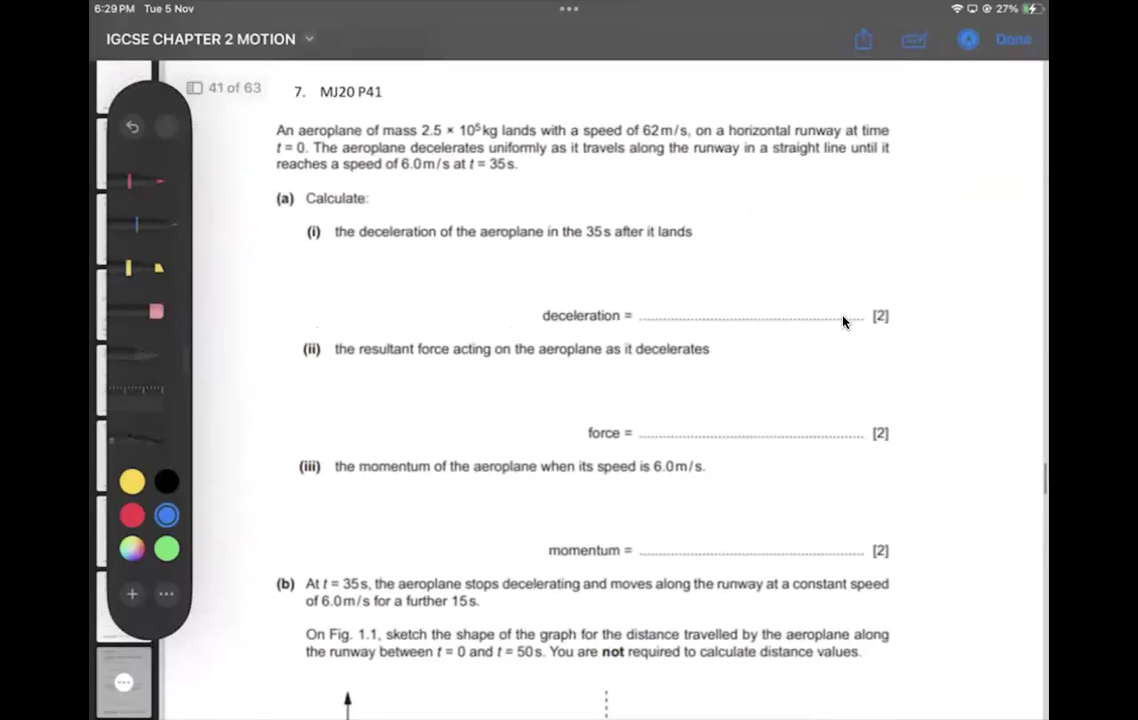 6:29 PM Tue 5 Nov
27%
IGCSE CHAPTER 2 MOTION
Done
41 of 63
7. MJ20 P41
An aeroplane of mass 2.5 × 10⁵ kg lands with a speed of 62 m/s, on a horizontal runway at time
t = 0. The aeroplane decelerates uniformly as it travels along the runway in a straight line until it
reaches a speed of 6.0 m/s at t = 35 s.
(a) Calculate:
(i) the deceleration of the aeroplane in the 35 s after it lands
deceleration = ............................................................ [2]
(ii) the resultant force acting on the aeroplane as it decelerates
force = ............................................................ [2]
(iii) the momentum of the aeroplane when its speed is 6.0 m/s.
momentum = ............................................................ [2]
(b) At t = 35 s, the aeroplane stops decelerating and moves along the runway at a constant speed
of 6.0 m/s for a further 15 s.
On Fig. 1.1, sketch the shape of the graph for the distance travelled by the aeroplane along
the runway between t = 0 and t = 50 s. You are not required to calculate distance values.